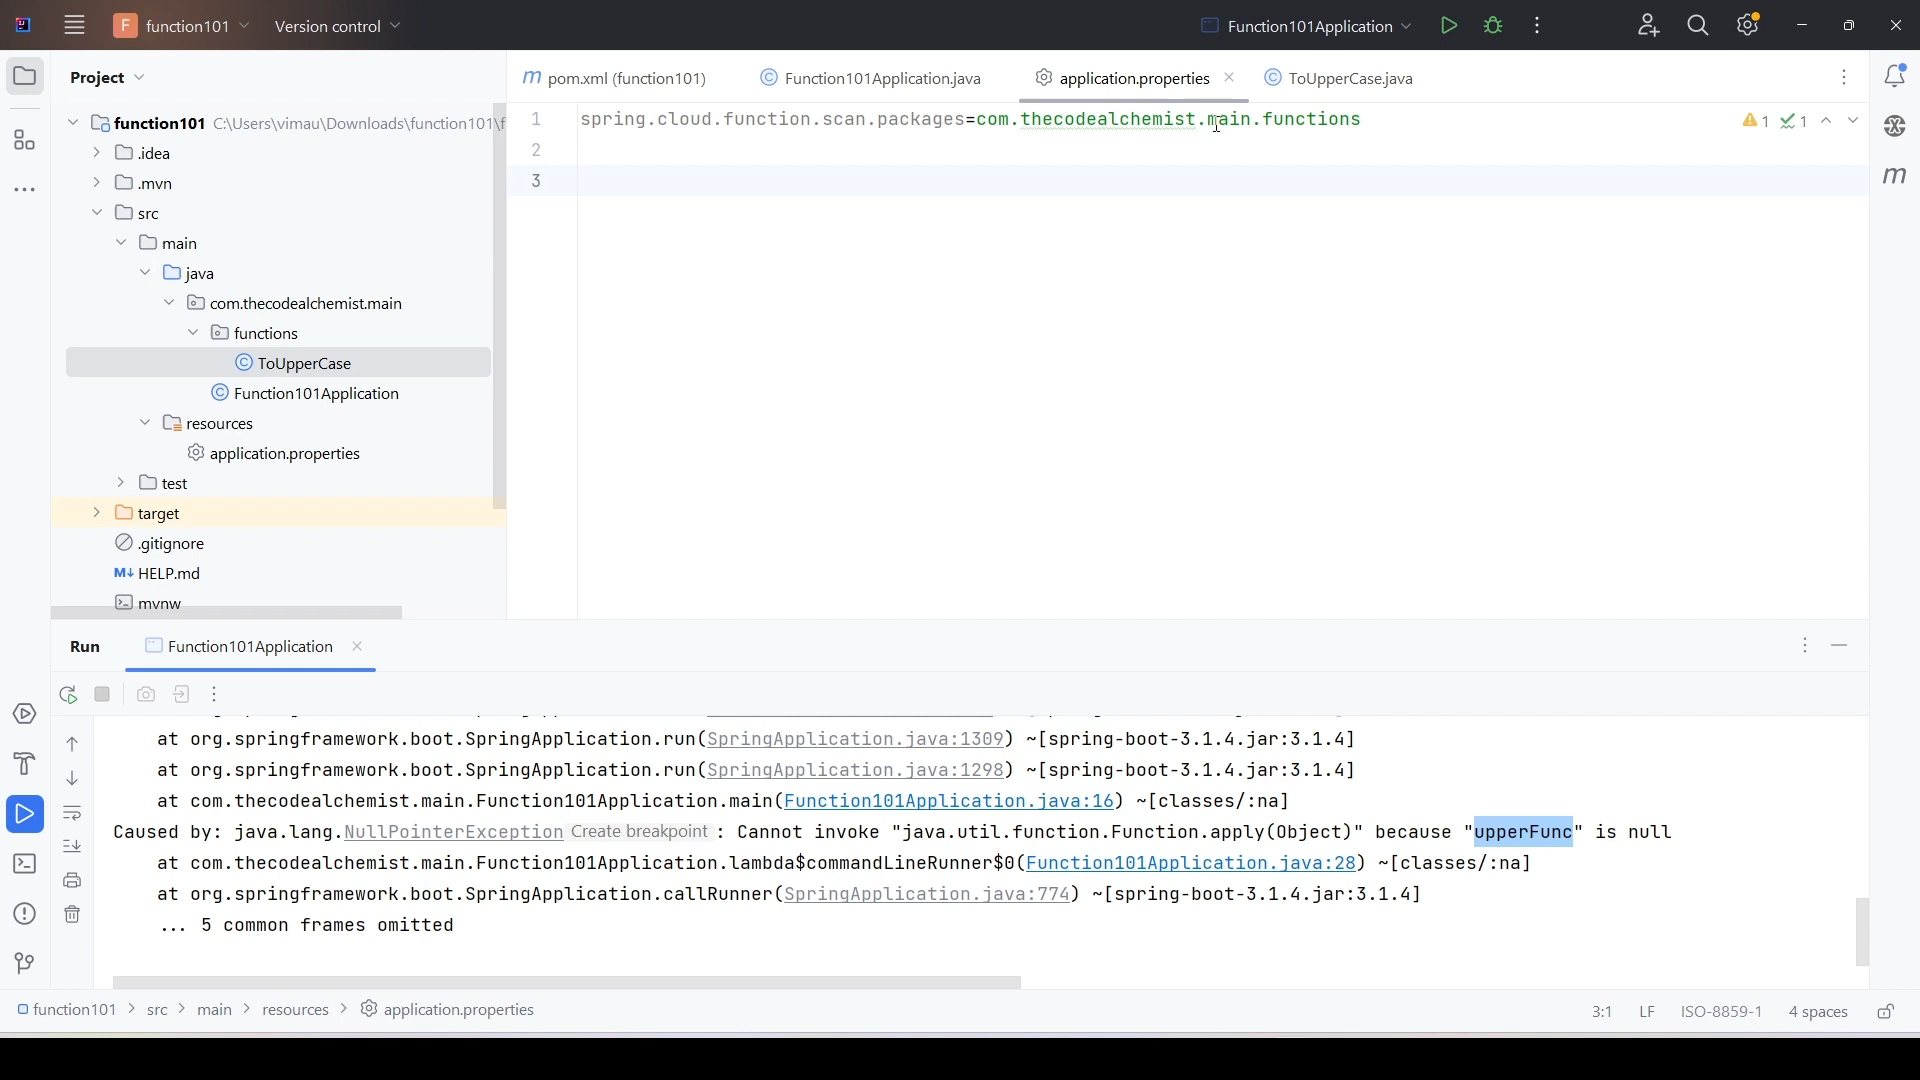 F function101 Version control Function101Application
Project
pom.xml (function101) Function101Application.java application.properties ToUpperCase.java
function101 C:\Users\vimau\Downloads\function101\f
.idea
.mvn
src
main
java
com.thecodealchemist.main
functions
ToUpperCase
Function101Application
resources
application.properties
test
target
.gitignore
HELP.md
mvnw
1 spring.cloud.function.scan.packages=com.thecodealchemist.main.functions 1 1
2
3
Run Function101Application
at org.springframework.boot.SpringApplication.run(SpringApplication.java:1309) ~[spring-boot-3.1.4.jar:3.1.4]
at org.springframework.boot.SpringApplication.run(SpringApplication.java:1298) ~[spring-boot-3.1.4.jar:3.1.4]
at com.thecodealchemist.main.Function101Application.main(Function101Application.java:16) ~[classes/:na]
Caused by: java.lang.NullPointerException Create breakpoint : Cannot invoke "java.util.function.Function.apply(Object)" because "upperFunc" is null
at com.thecodealchemist.main.Function101Application.lambda$commandLineRunner$0(Function101Application.java:28) ~[classes/:na]
at org.springframework.boot.SpringApplication.callRunner(SpringApplication.java:774) ~[spring-boot-3.1.4.jar:3.1.4]
... 5 common frames omitted
function101 > src > main > resources > application.properties 3:1 LF ISO-8859-1 4 spaces